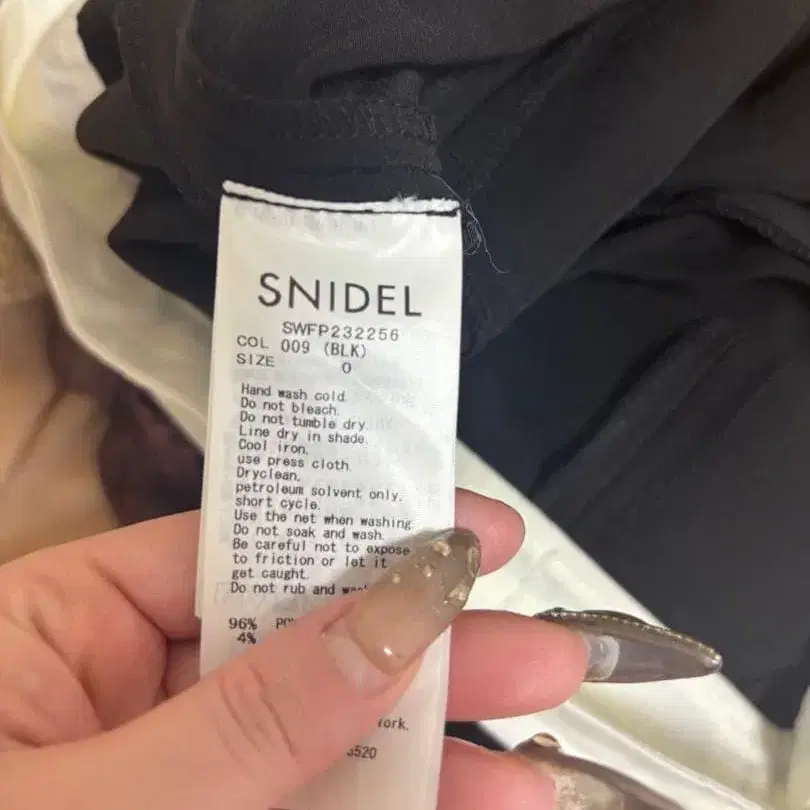 SNIDEL
SWFP232256
COL 009 (BLK)
SIZE 0
Hand wash cold.
Do not bleach.
Do not tumble dry.
Line dry in shade.
Cool iron,
use press cloth.
Dryclean,
petroleum solvent only,
short cycle.
Use the net when washing.
Do not soak and wash.
Be careful not to expose
to friction or let it
get caught.
Do not rub and
96%
4%
3520